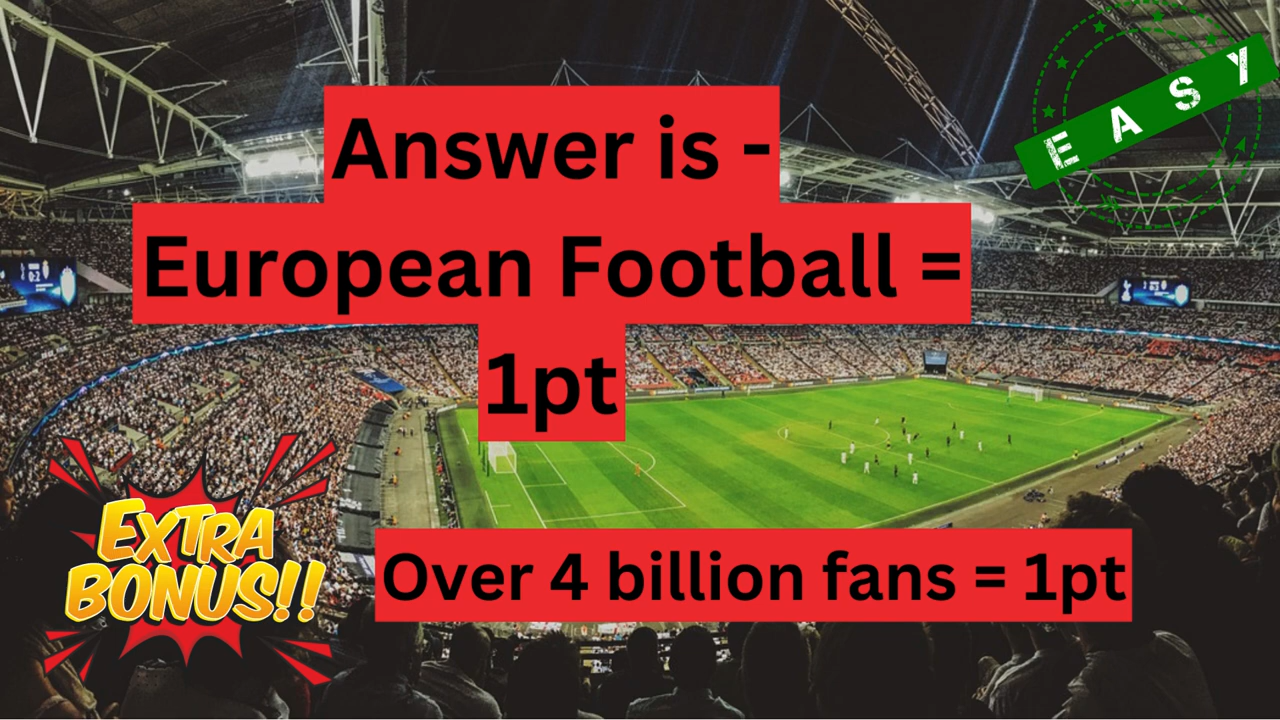 EASY
Answer is -
European Football =
1pt
EXTRA
BONUS!!
Over 4 billion fans = 1pt